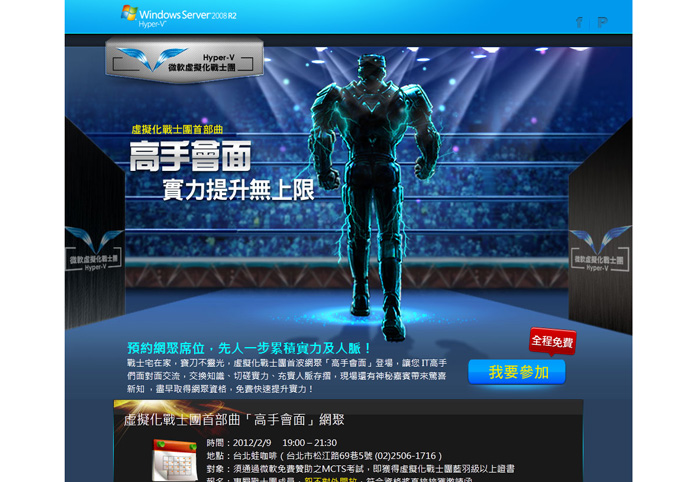 Windows Server 2008 R2
Hyper-V
f
Hyper-V
微軟虛擬化戰士團
虛擬化戰士團首部曲
高手會面
實力提升無上限
微軟虛擬化戰士團
Hyper-V
微軟虛擬化戰士團
Hyper-V
預約網聚席位，先人一步累積實力及人脈！
全程免費
戰士宅在家，寶刀不靈光，虛擬化戰士團首波網聚「高手會面」登場，讓您 IT高手
們面對面交流，交換知識、切磋實力、充實人脈存摺，現場還有神秘嘉賓帶來驚喜
新知，盡早取得網聚資格，免費快速提升實力！
我要參加
虛擬化戰士團首部曲「高手會面」網聚
時間：2012/2/9 19:00 – 21:30
地點：台北蛙咖啡（台北市松江路69巷5號 (02)2506-1716）
對象：須通過微軟免費贊助之MCTS考試，即獲得虛擬化戰士團藍羽級以上證書